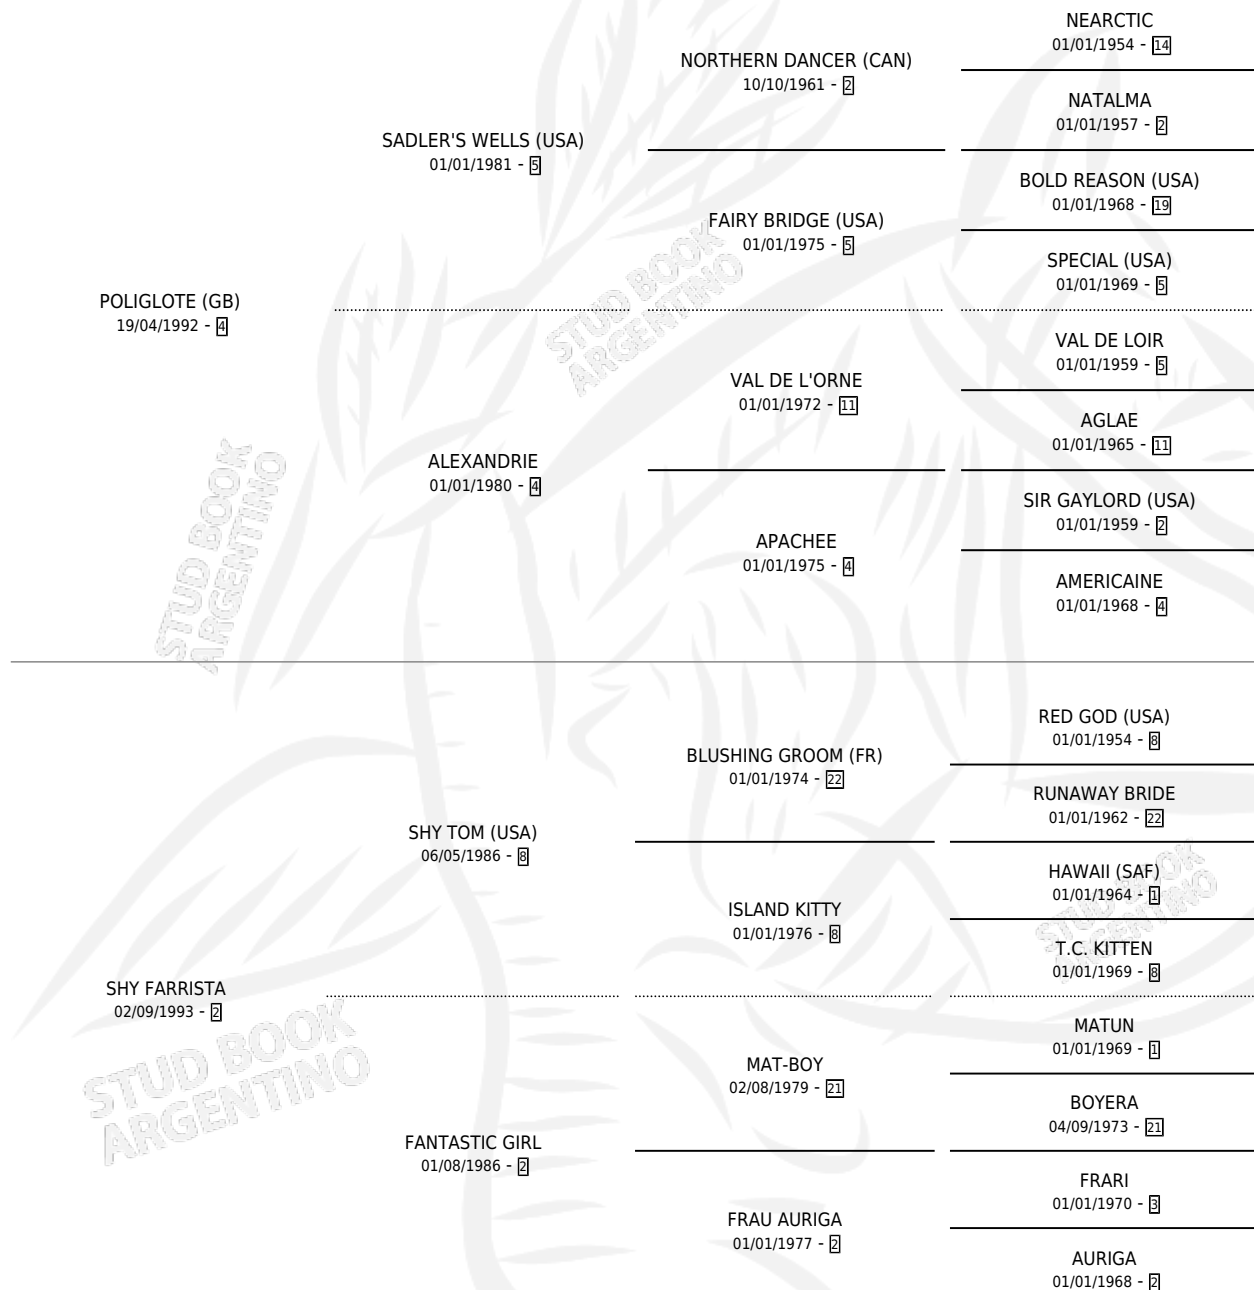 NEARCTIC
01/01/1954 - 14
NORTHERN DANCER (CAN)
10/10/1961 - 2
NATALMA
01/01/1957 - 2
SADLER'S WELLS (USA)
01/01/1981 - 5
BOLD REASON (USA)
01/01/1968 - 19
FAIRY BRIDGE (USA)
01/01/1975 - 5
SPECIAL (USA)
01/01/1969 - 5
STUD BOOK
ARGENTINO
POLIGLOTE (GB)
19/04/1992 - 4
VAL DE LOIR
01/01/1959 - 5
VAL DE L'ORNE
01/01/1972 - 11
AGLAE
01/01/1965 - 11
ALEXANDRIE
01/01/1980 - 4
SIR GAYLORD (USA)
01/01/1959 - 2
APACHEE
01/01/1975 - 4
AMERICAINE
01/01/1968 - 4
STUD BOOK
ARGENTINO
RED GOD (USA)
01/01/1954 - 8
BLUSHING GROOM (FR)
01/01/1974 - 22
RUNAWAY BRIDE
01/01/1962 - 22
SHY TOM (USA)
06/05/1986 - 8
HAWAII (SAF)
01/01/1964 - 1
ISLAND KITTY
01/01/1976 - 8
T.C. KITTEN
01/01/1969 - 8
STUD BOOK
ARGENTINO
SHY FARRISTA
02/09/1993 - 2
MATUN
01/01/1969 - 1
MAT-BOY
02/08/1979 - 21
BOYERA
04/09/1973 - 21
FANTASTIC GIRL
01/08/1986 - 2
FRARI
01/01/1970 - 3
FRAU AURIGA
01/01/1977 - 2
AURIGA
01/01/1968 - 2
STUD BOOK
ARGENTINO